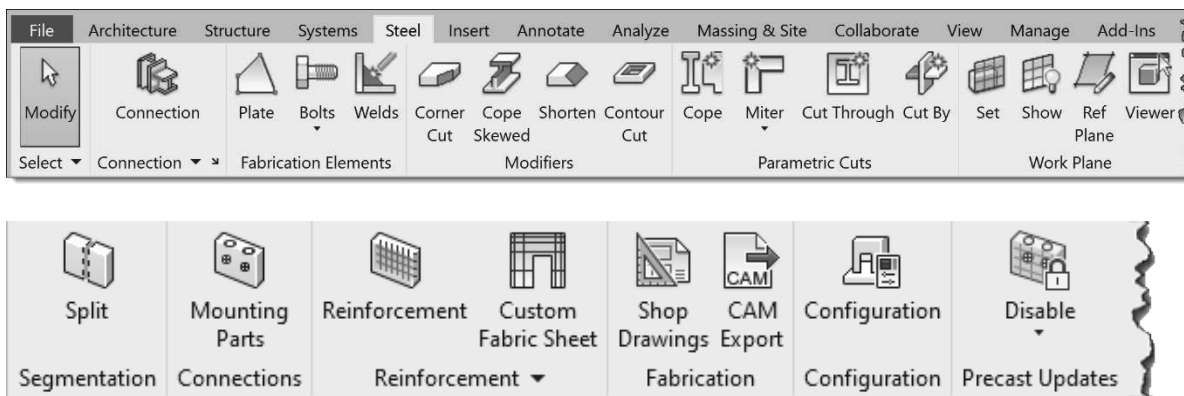 File Architecture Structure Systems Steel Insert Annotate Analyze Massing & Site Collaborate View Manage Add-Ins
Modify Connection Plate Bolts Welds Corner Cut Cope Skewed Shorten Contour Cut Cope Miter Cut Through Cut By Set Show Ref Plane Viewer
Select Connection Fabrication Elements Modifiers Parametric Cuts Work Plane
Split Mounting Parts Reinforcement Custom Fabric Sheet Shop Drawings CAM CAM Export Configuration Disable
Segmentation Connections Reinforcement Fabrication Configuration Precast Updates